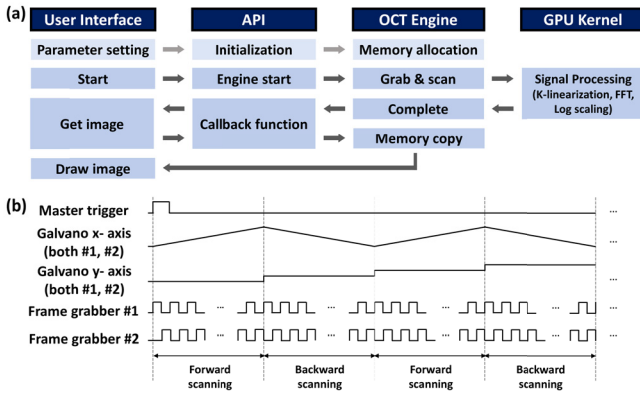 (a)
User Interface API OCT Engine GPU Kernel
Parameter setting Initialization Memory allocation
Start Engine start Grab & scan Signal Processing
(K-linearization, FFT,
Log scaling)
Get image Callback function Complete
Memory copy
Draw image
(b)
Master trigger ...
Galvano x- axis
(both #1, #2) ...
Galvano y- axis
(both #1, #2) ...
Frame grabber #1 ... ... ... ... ...
Frame grabber #2 ... ... ... ... ...
Forward
scanning
Backward
scanning
Forward
scanning
Backward
scanning